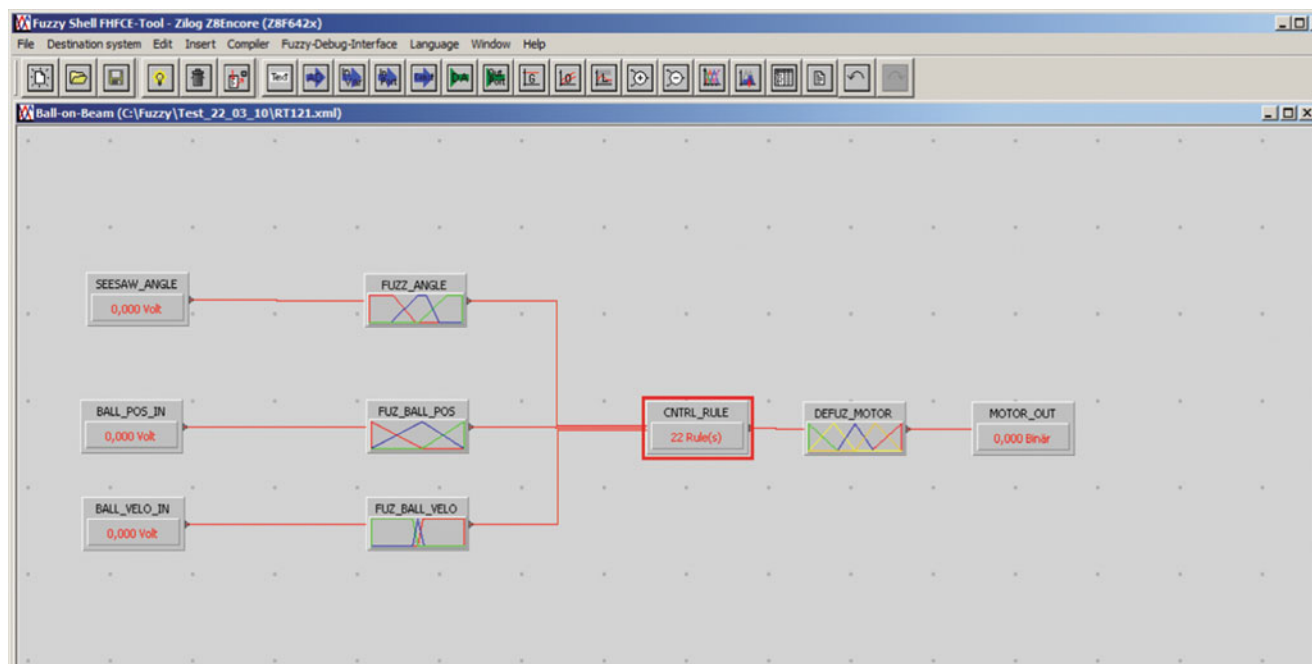 Fuzzy Shell FHFCE-Tool - Zilog Z8Encore (Z8F642x)
File Destination system Edit Insert Compiler Fuzzy-Debug-Interface Language Window Help
Text
Ball-on-Beam (C:\Fuzzy\Test_22_03_10\RT121.xml)
SEESAW_ANGLE
0,000 Volt
FUZZ_ANGLE
BALL_POS_IN
0,000 Volt
FUZ_BALL_POS
CNTRL_RULE
22 Rule(s)
DEFUZ_MOTOR
MOTOR_OUT
0,000 Binär
BALL_VELO_IN
0,000 Volt
FUZ_BALL_VELO